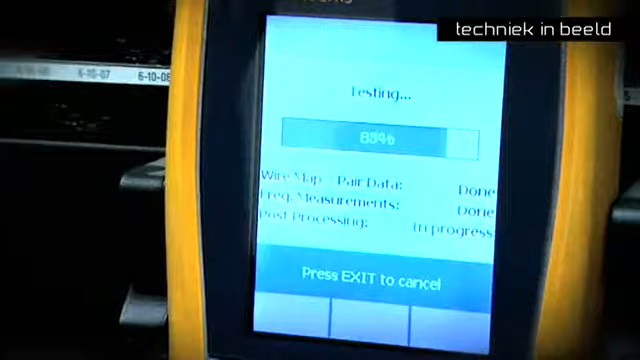 techniek in beeld
6-10-07
6-10-08
Testing...
83%
Wire Map / Pair Data: Done
Freq. Measurements: Done
Post Processing: In progress
Press EXIT to cancel